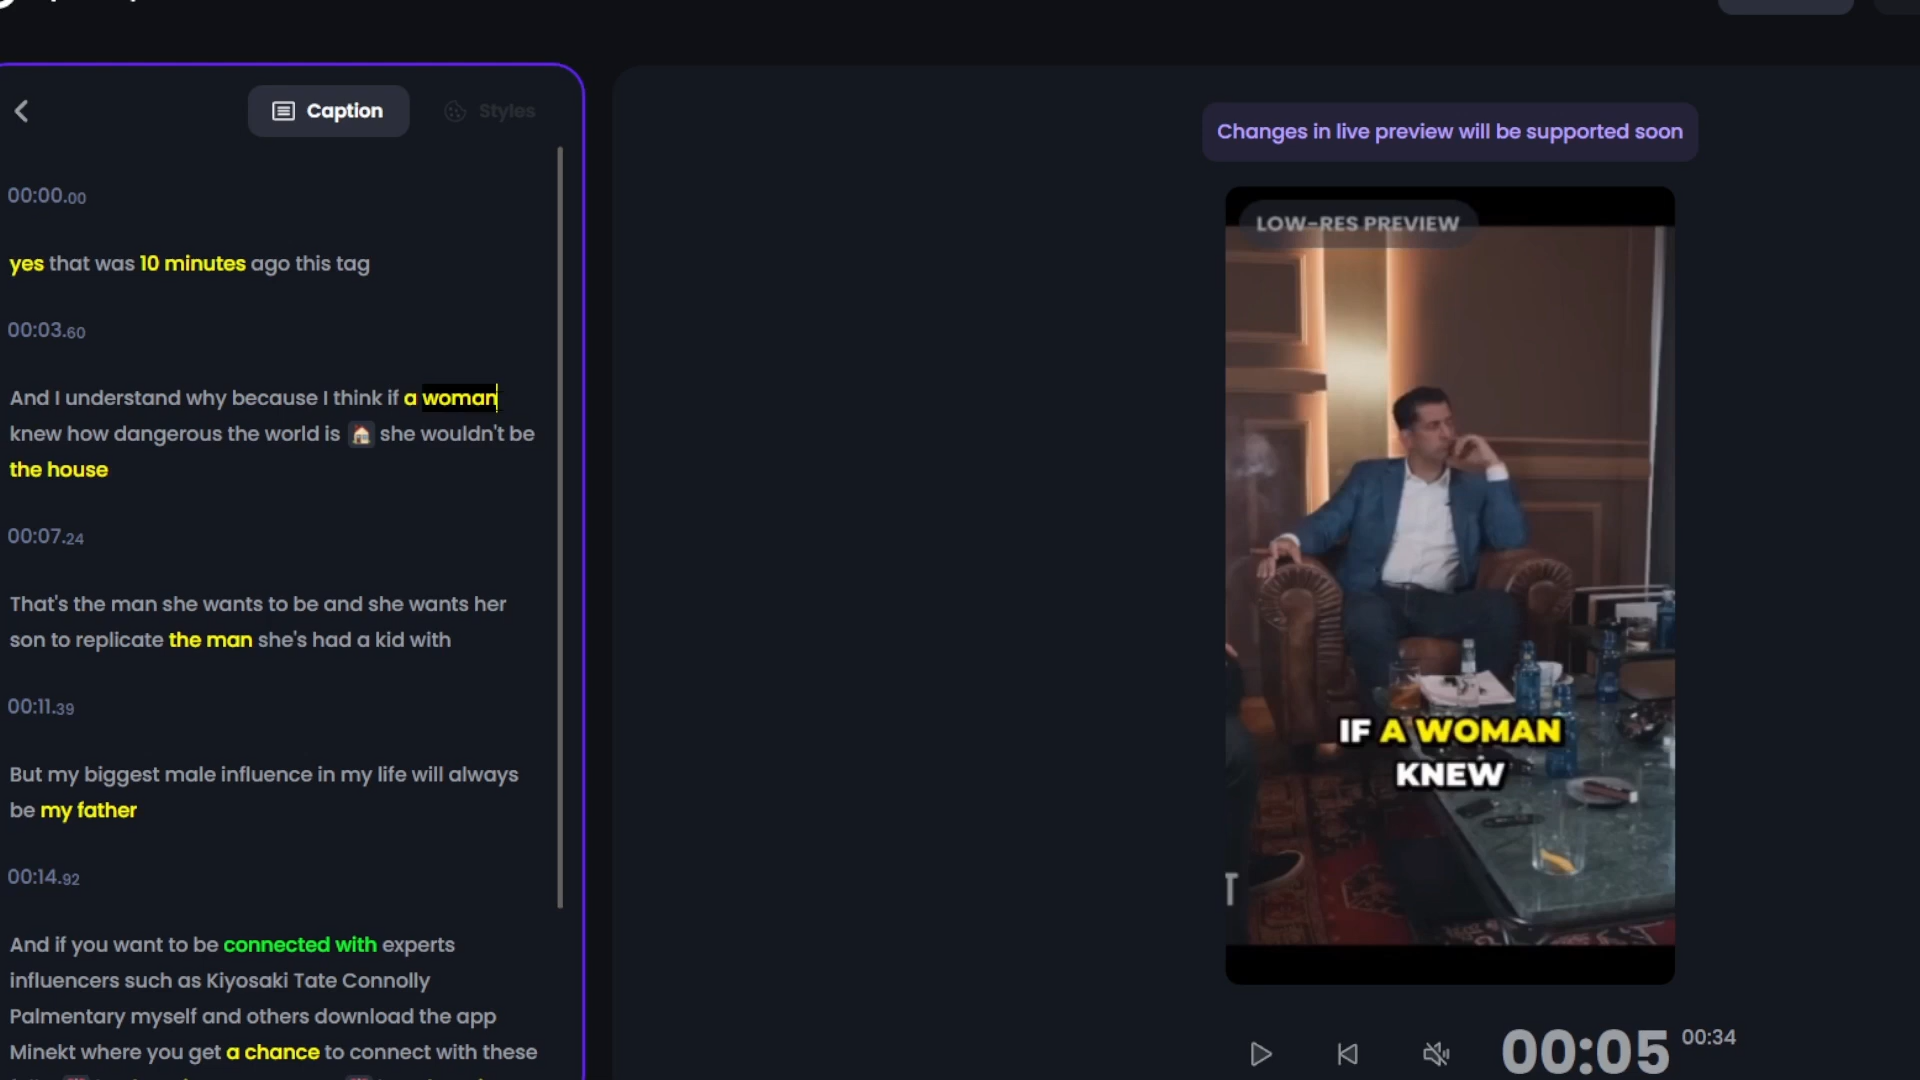 Caption
Styles
00:00.00
yes that was 10 minutes ago this tag
00:03.60
And I understand why because I think if a woman
knew how dangerous the world is 🏠 she wouldn't be
the house
00:07.24
That's the man she wants to be and she wants her
son to replicate the man she's had a kid with
00:11.39
But my biggest male influence in my life will always
be my father
00:14.92
And if you want to be connected with experts
influencers such as Kiyosaki Tate Connolly
Palmentary myself and others download the app
Minekt where you get a chance to connect with these
Changes in live preview will be supported soon
LOW-RES PREVIEW
IF A WOMAN
KNEW
T
00:05
00:34